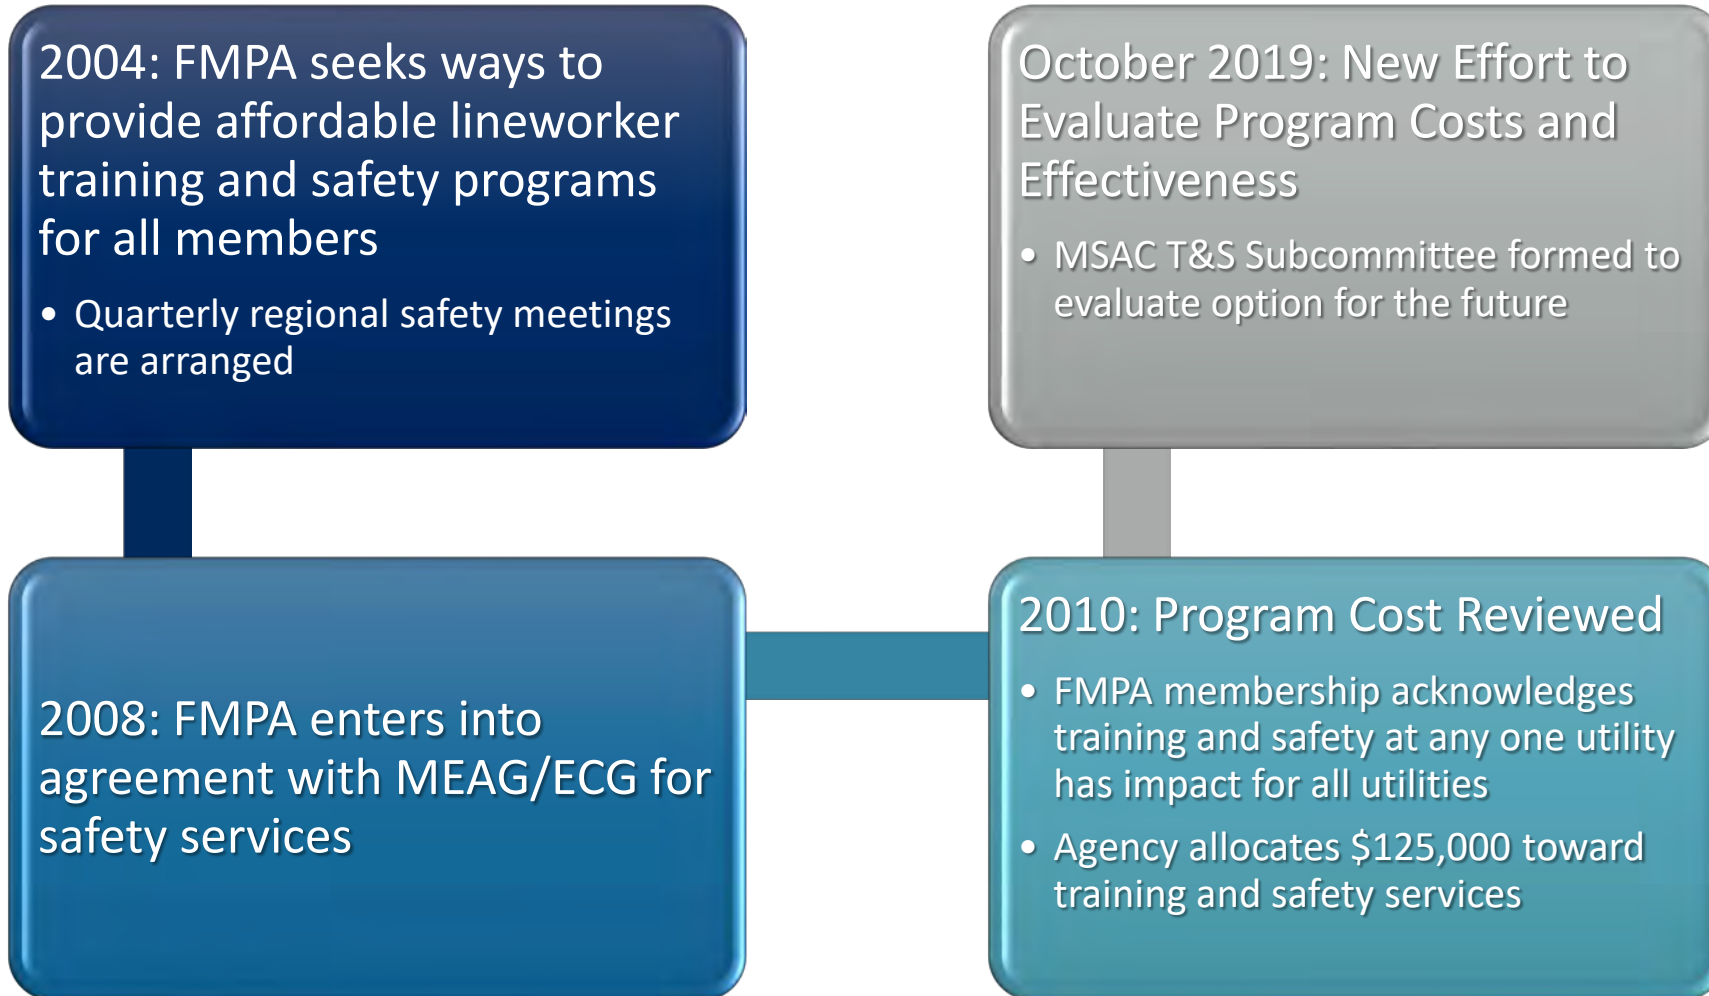 2004: FMPA seeks ways to
provide affordable lineworker
training and safety programs
for all members
• Quarterly regional safety meetings
are arranged
2008: FMPA enters into
agreement with MEAG/ECG for
safety services
2010: Program Cost Reviewed
• FMPA membership acknowledges
training and safety at any one utility
has impact for all utilities
• Agency allocates $125,000 toward
training and safety services
October 2019: New Effort to
Evaluate Program Costs and
Effectiveness
• MSAC T&S Subcommittee formed to
evaluate option for the future